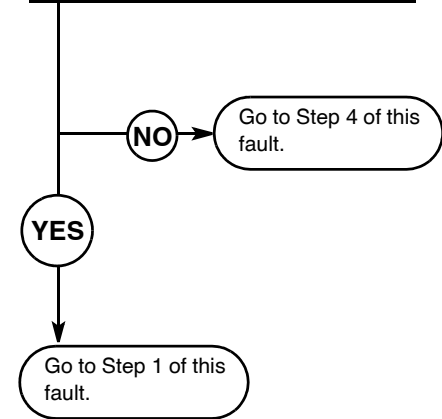 NO
Go to Step 4 of this
fault.
YES
Go to Step 1 of this
fault.